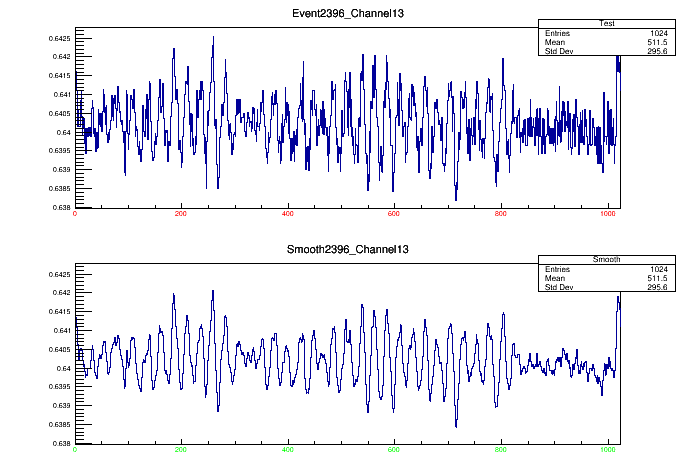 Event2396_Channel13
Test
Entries 1024
Mean 511.5
Std Dev 295.6
0.6425
0.642
0.6415
0.641
0.6405
0.64
0.6395
0.639
0.6385
0.638
0 200 400 600 800 1000
Smooth2396_Channel13
Smooth
Entries 1024
Mean 511.5
Std Dev 295.6
0.6425
0.642
0.6415
0.641
0.6405
0.64
0.6395
0.639
0.6385
0.638
0 200 400 600 800 1000